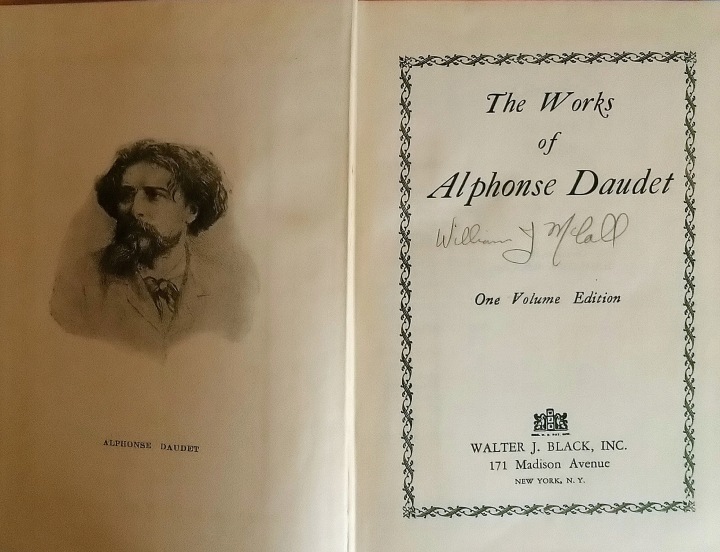 ALPHONSE DAUDET
The Works
of
Alphonse Daudet
William J McCall
One Volume Edition
WALTER J. BLACK, INC.
171 Madison Avenue
NEW YORK, N. Y.